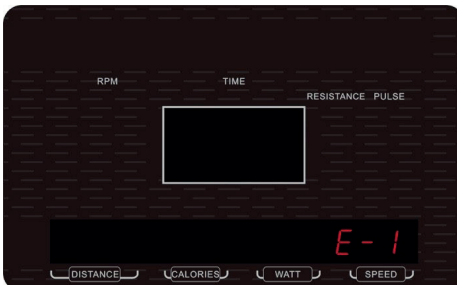 RPM TIME
RESISTANCE PULSE
E-1
DISTANCE CALORIES WATT SPEED